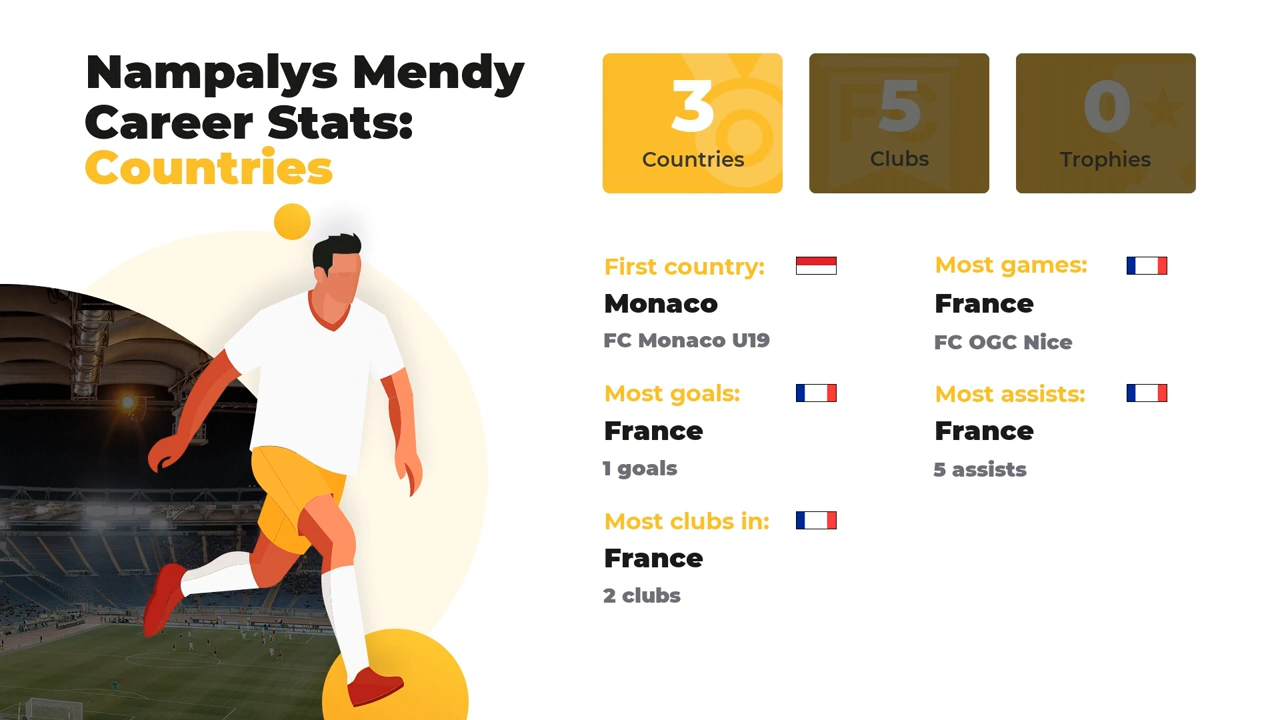 Nampalys Mendy
Career Stats:
Countries
3
Countries
5
Clubs
0
Trophies
First country:
Monaco
FC Monaco U19
Most games:
France
FC OGC Nice
Most goals:
France
1 goals
Most assists:
France
5 assists
Most clubs in:
France
2 clubs